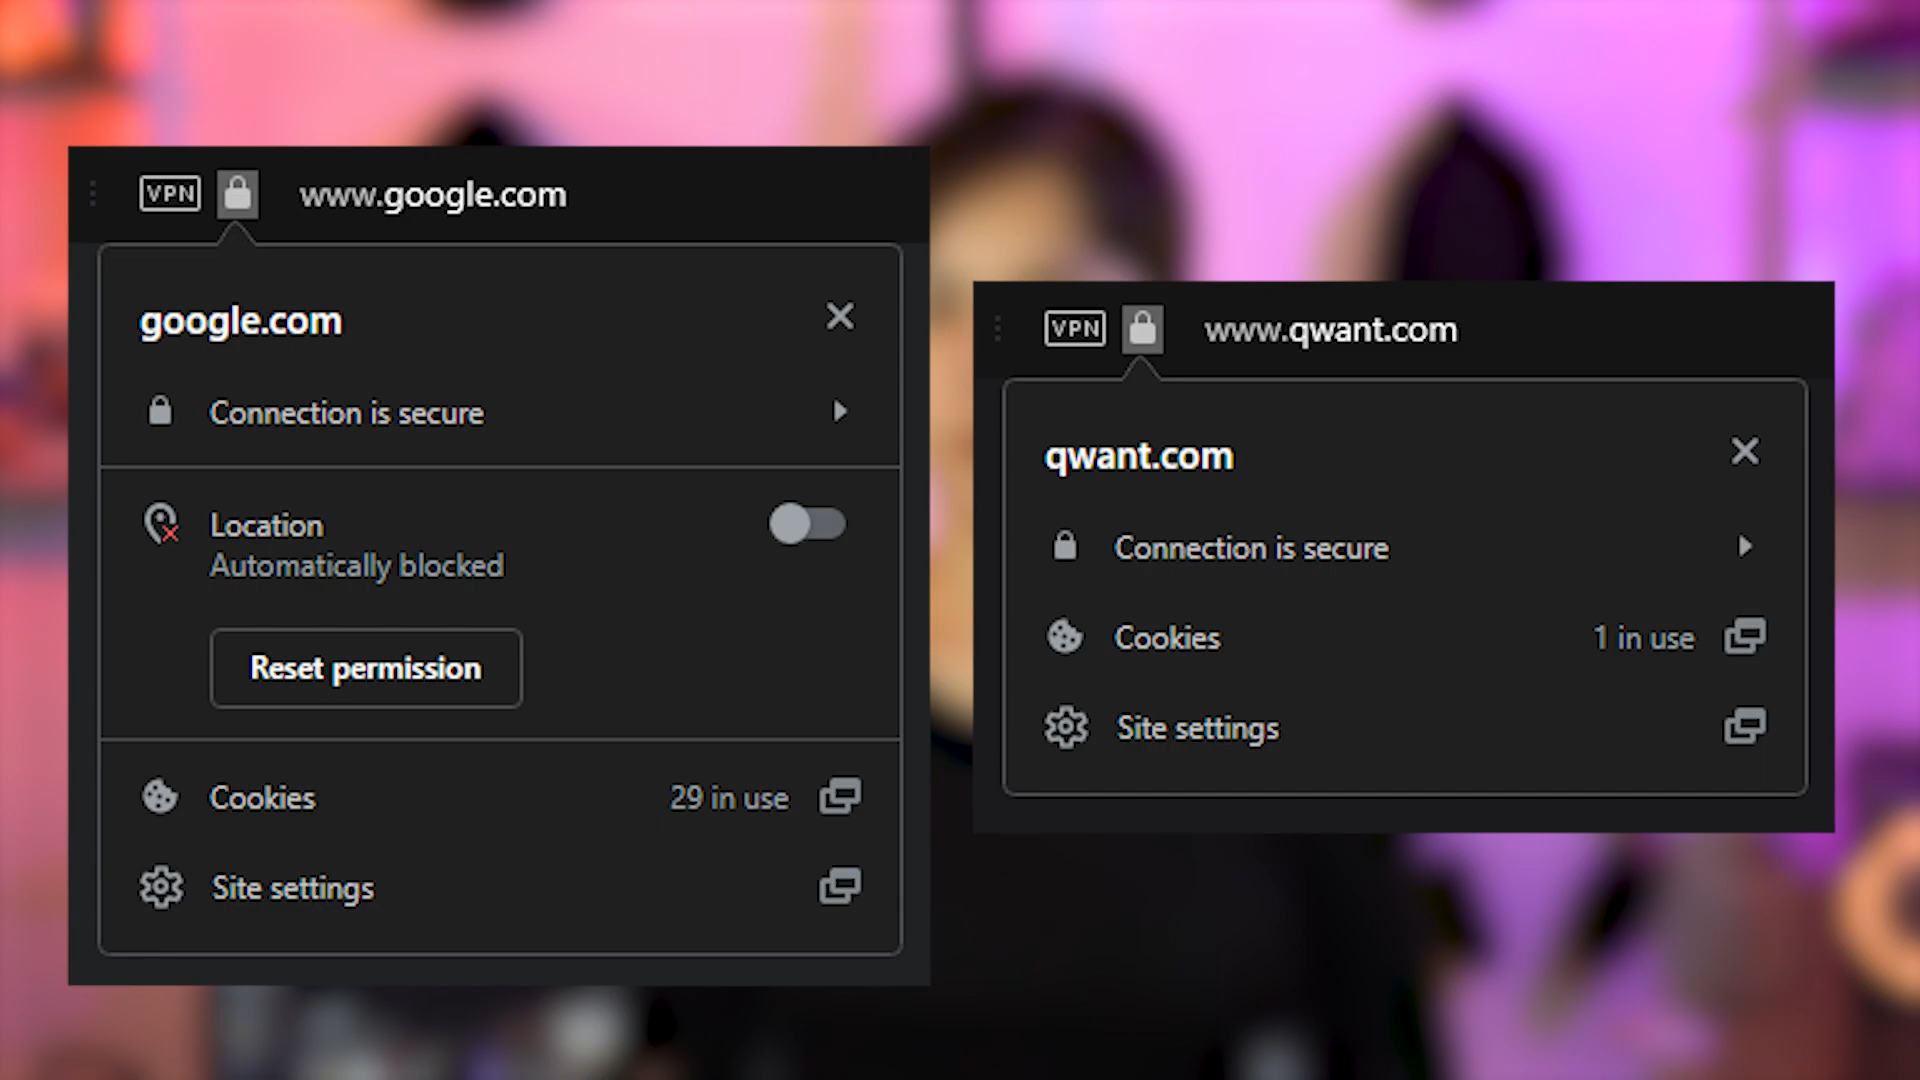 VPN www.google.com
google.com
Connection is secure
Location
Automatically blocked
Reset permission
Cookies 29 in use
Site settings
VPN www.qwant.com
qwant.com
Connection is secure
Cookies 1 in use
Site settings